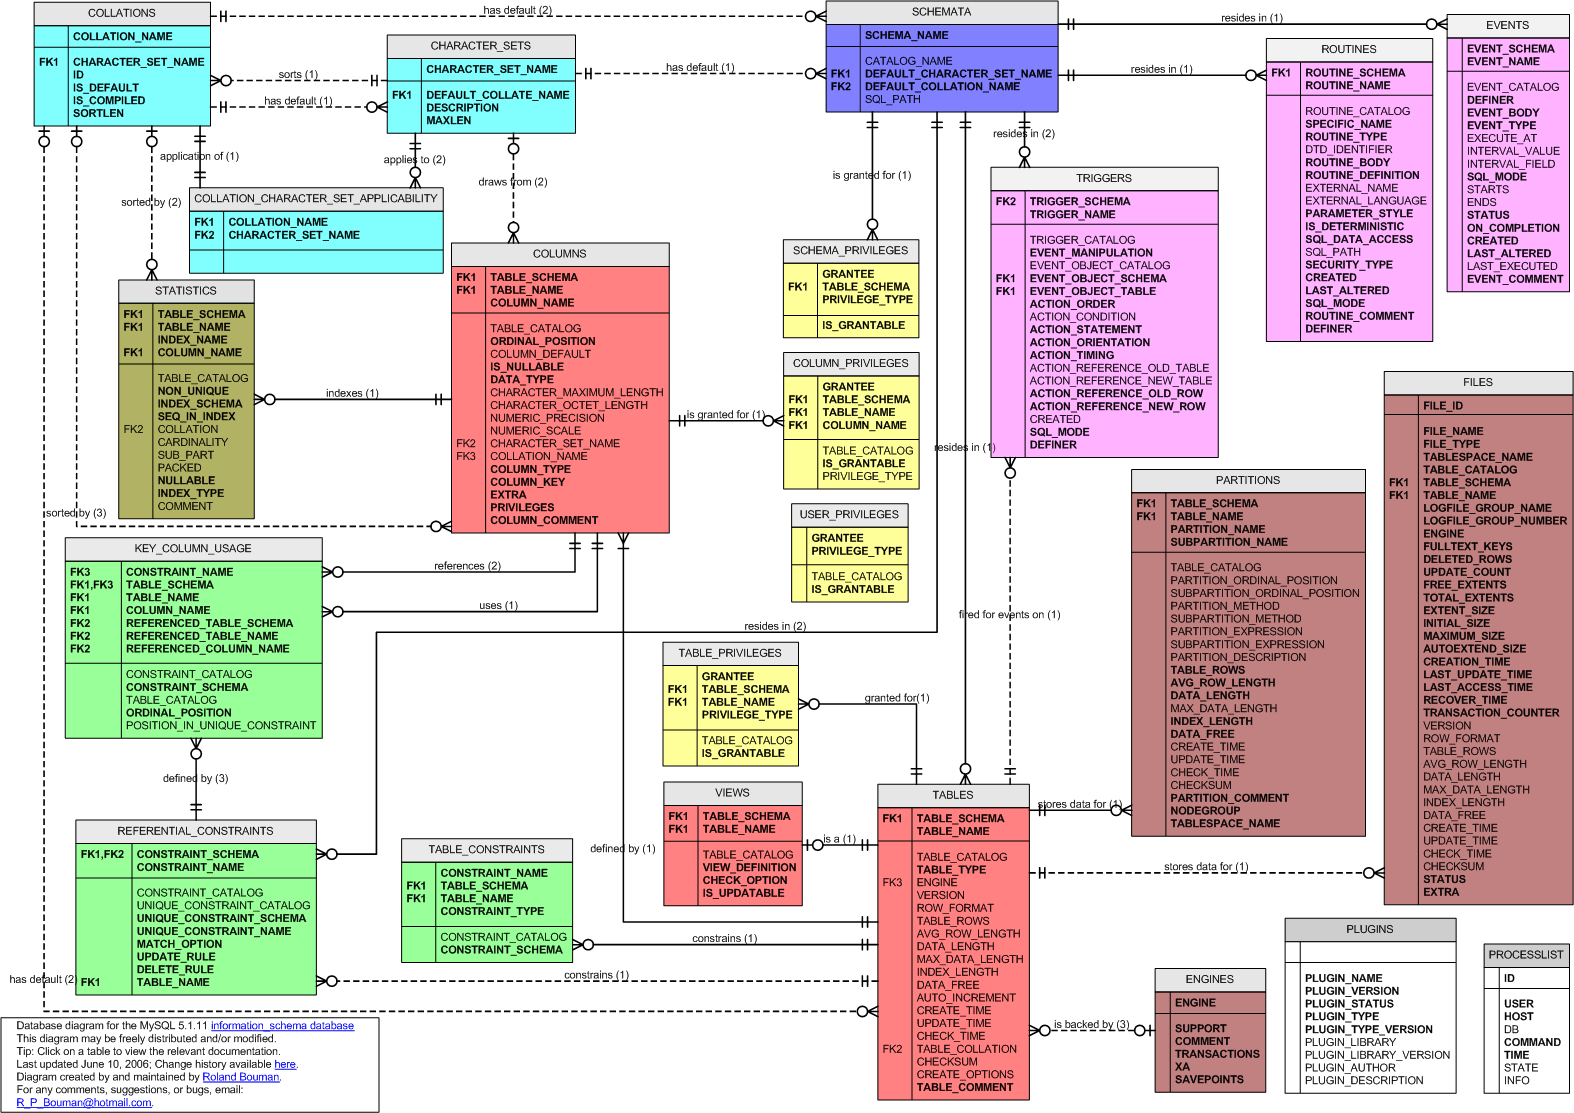 COLLATIONS
COLLATION_NAME
FK1 CHARACTER_SET_NAME
ID
IS_DEFAULT
IS_COMPILED
SORTLEN
has default (2)
sorts (1)
has default (1)
CHARACTER_SETS
CHARACTER_SET_NAME
FK1 DEFAULT_COLLATE_NAME
DESCRIPTION
MAXLEN
has default (1)
SCHEMATA
SCHEMA_NAME
CATALOG_NAME
FK1 DEFAULT_CHARACTER_SET_NAME
FK2 DEFAULT_COLLATION_NAME
SQL_PATH
resides in (1)
resides in (1)
resides in (2)
ROUTINES
FK1 ROUTINE_SCHEMA
ROUTINE_NAME
ROUTINE_CATALOG
SPECIFIC_NAME
ROUTINE_TYPE
DTD_IDENTIFIER
ROUTINE_BODY
ROUTINE_DEFINITION
EXTERNAL_NAME
EXTERNAL_LANGUAGE
PARAMETER_STYLE
IS_DETERMINISTIC
SQL_DATA_ACCESS
SQL_PATH
SECURITY_TYPE
CREATED
LAST_ALTERED
SQL_MODE
ROUTINE_COMMENT
DEFINER
EVENTS
EVENT_SCHEMA
EVENT_NAME
EVENT_CATALOG
DEFINER
EVENT_BODY
EVENT_TYPE
EXECUTE_AT
INTERVAL_VALUE
INTERVAL_FIELD
SQL_MODE
STARTS
ENDS
STATUS
ON_COMPLETION
CREATED
LAST_ALTERED
LAST_EXECUTED
EVENT_COMMENT
application of (1)
applies to (2)
draws from (2)
sorted by (2)
is granted for (1)
COLLATION_CHARACTER_SET_APPLICABILITY
FK1 COLLATION_NAME
FK2 CHARACTER_SET_NAME
TRIGGERS
FK2 TRIGGER_SCHEMA
TRIGGER_NAME
TRIGGER_CATALOG
EVENT_MANIPULATION
EVENT_OBJECT_CATALOG
FK1 EVENT_OBJECT_SCHEMA
FK1 EVENT_OBJECT_TABLE
ACTION_ORDER
ACTION_CONDITION
ACTION_STATEMENT
ACTION_ORIENTATION
ACTION_TIMING
ACTION_REFERENCE_OLD_TABLE
ACTION_REFERENCE_NEW_TABLE
ACTION_REFERENCE_OLD_ROW
ACTION_REFERENCE_NEW_ROW
CREATED
SQL_MODE
DEFINER
STATISTICS
FK1 TABLE_SCHEMA
FK1 TABLE_NAME
INDEX_NAME
FK1 COLUMN_NAME
TABLE_CATALOG
NON_UNIQUE
INDEX_SCHEMA
SEQ_IN_INDEX
FK2 COLLATION
CARDINALITY
SUB_PART
PACKED
NULLABLE
INDEX_TYPE
COMMENT
indexes (1)
COLUMNS
FK1 TABLE_SCHEMA
FK1 TABLE_NAME
COLUMN_NAME
TABLE_CATALOG
ORDINAL_POSITION
COLUMN_DEFAULT
IS_NULLABLE
DATA_TYPE
CHARACTER_MAXIMUM_LENGTH
CHARACTER_OCTET_LENGTH
NUMERIC_PRECISION
NUMERIC_SCALE
FK2 CHARACTER_SET_NAME
FK3 COLLATION_NAME
COLUMN_TYPE
COLUMN_KEY
EXTRA
PRIVILEGES
COLUMN_COMMENT
SCHEMA_PRIVILEGES
GRANTEE
FK1 TABLE_SCHEMA
PRIVILEGE_TYPE
IS_GRANTABLE
COLUMN_PRIVILEGES
GRANTEE
FK1 TABLE_SCHEMA
FK1 TABLE_NAME
FK1 COLUMN_NAME
TABLE_CATALOG
IS_GRANTABLE
PRIVILEGE_TYPE
is granted for (1)
resides in (1)
USER_PRIVILEGES
GRANTEE
PRIVILEGE_TYPE
TABLE_CATALOG
IS_GRANTABLE
FILES
FILE_ID
FILE_NAME
FILE_TYPE
TABLESPACE_NAME
TABLE_CATALOG
FK1 TABLE_SCHEMA
FK1 TABLE_NAME
LOGFILE_GROUP_NAME
LOGFILE_GROUP_NUMBER
ENGINE
FULLTEXT_KEYS
DELETED_ROWS
UPDATE_COUNT
FREE_EXTENTS
TOTAL_EXTENTS
EXTENT_SIZE
INITIAL_SIZE
MAXIMUM_SIZE
AUTOEXTEND_SIZE
CREATION_TIME
LAST_UPDATE_TIME
LAST_ACCESS_TIME
RECOVER_TIME
TRANSACTION_COUNTER
VERSION
ROW_FORMAT
TABLE_ROWS
AVG_ROW_LENGTH
DATA_LENGTH
MAX_DATA_LENGTH
INDEX_LENGTH
DATA_FREE
CREATE_TIME
UPDATE_TIME
CHECK_TIME
CHECKSUM
STATUS
EXTRA
PARTITIONS
FK1 TABLE_SCHEMA
FK1 TABLE_NAME
PARTITION_NAME
SUBPARTITION_NAME
TABLE_CATALOG
PARTITION_ORDINAL_POSITION
SUBPARTITION_ORDINAL_POSITION
PARTITION_METHOD
SUBPARTITION_METHOD
PARTITION_EXPRESSION
SUBPARTITION_EXPRESSION
PARTITION_DESCRIPTION
TABLE_ROWS
AVG_ROW_LENGTH
DATA_LENGTH
MAX_DATA_LENGTH
INDEX_LENGTH
DATA_FREE
CREATE_TIME
UPDATE_TIME
CHECK_TIME
CHECKSUM
PARTITION_COMMENT
NODEGROUP
TABLESPACE_NAME
sorted by (3)
KEY_COLUMN_USAGE
FK3 CONSTRAINT_NAME
FK1,FK3 TABLE_SCHEMA
FK1 TABLE_NAME
FK1 COLUMN_NAME
FK2 REFERENCED_TABLE_SCHEMA
FK2 REFERENCED_TABLE_NAME
FK2 REFERENCED_COLUMN_NAME
CONSTRAINT_CATALOG
CONSTRAINT_SCHEMA
TABLE_CATALOG
ORDINAL_POSITION
POSITION_IN_UNIQUE_CONSTRAINT
references (2)
uses (1)
resides in (2)
fired for events on (1)
TABLE_PRIVILEGES
GRANTEE
FK1 TABLE_SCHEMA
FK1 TABLE_NAME
PRIVILEGE_TYPE
TABLE_CATALOG
IS_GRANTABLE
granted for(1)
defined by (3)
VIEWS
FK1 TABLE_SCHEMA
FK1 TABLE_NAME
TABLE_CATALOG
VIEW_DEFINITION
CHECK_OPTION
IS_UPDATABLE
is a (1)
defined by (1)
TABLES
FK1 TABLE_SCHEMA
TABLE_NAME
TABLE_CATALOG
TABLE_TYPE
FK3 ENGINE
VERSION
ROW_FORMAT
TABLE_ROWS
AVG_ROW_LENGTH
DATA_LENGTH
MAX_DATA_LENGTH
INDEX_LENGTH
DATA_FREE
AUTO_INCREMENT
CREATE_TIME
UPDATE_TIME
CHECK_TIME
FK2 TABLE_COLLATION
CHECKSUM
CREATE_OPTIONS
TABLE_COMMENT
stores data for (1)
stores data for (1)
REFERENTIAL_CONSTRAINTS
FK1,FK2 CONSTRAINT_SCHEMA
CONSTRAINT_NAME
CONSTRAINT_CATALOG
UNIQUE_CONSTRAINT_CATALOG
UNIQUE_CONSTRAINT_SCHEMA
UNIQUE_CONSTRAINT_NAME
MATCH_OPTION
UPDATE_RULE
DELETE_RULE
FK1 TABLE_NAME
has default (2)
TABLE_CONSTRAINTS
CONSTRAINT_NAME
FK1 TABLE_SCHEMA
FK1 TABLE_NAME
CONSTRAINT_TYPE
CONSTRAINT_CATALOG
CONSTRAINT_SCHEMA
constrains (1)
constrains (1)
is backed by (3)
ENGINES
ENGINE
SUPPORT
COMMENT
TRANSACTIONS
XA
SAVEPOINTS
PLUGINS
PLUGIN_NAME
PLUGIN_VERSION
PLUGIN_STATUS
PLUGIN_TYPE
PLUGIN_TYPE_VERSION
PLUGIN_LIBRARY
PLUGIN_LIBRARY_VERSION
PLUGIN_AUTHOR
PLUGIN_DESCRIPTION
PROCESSLIST
ID
USER
HOST
DB
COMMAND
TIME
STATE
INFO
Database diagram for the MySQL 5.1.11 information_schema database
This diagram may be freely distributed and/or modified.
Tip: Click on a table to view the relevant documentation.
Last updated June 10, 2006; Change history available here.
Diagram created by and maintained by Roland Bouman.
For any comments, suggestions, or bugs, email:
R_P_Bouman@hotmail.com.